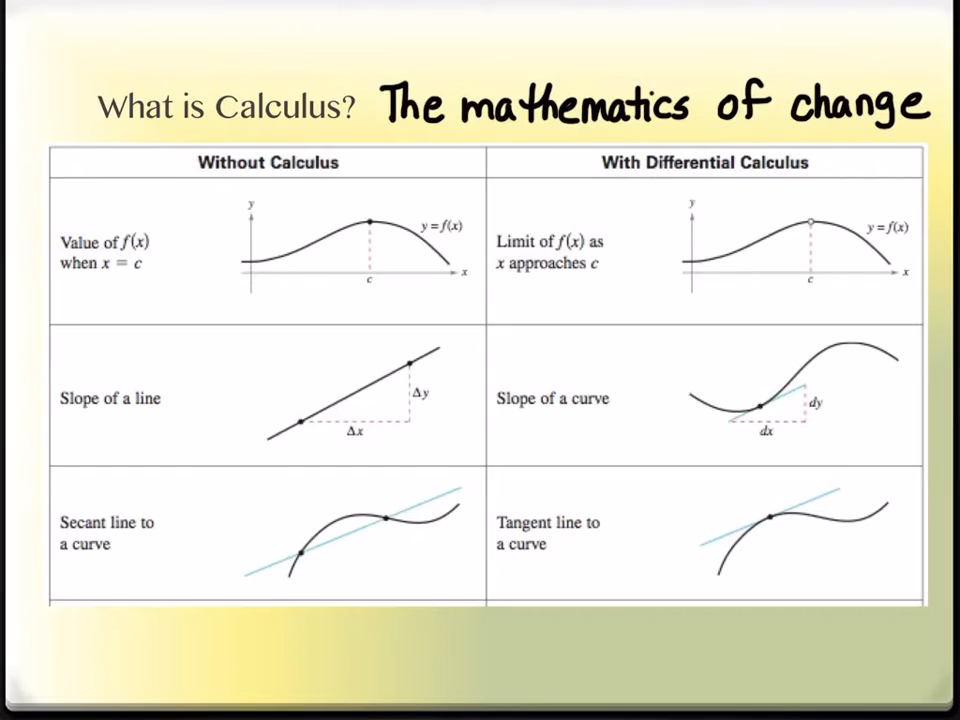 What is Calculus? The mathematics of change
Without Calculus
With Differential Calculus
Value of f(x)
when x = c
y
y = f(x)
x
c
Limit of f(x) as
x approaches c
y
y = f(x)
x
c
Slope of a line
Δy
Δx
Slope of a curve
dy
dx
Secant line to
a curve
Tangent line to
a curve